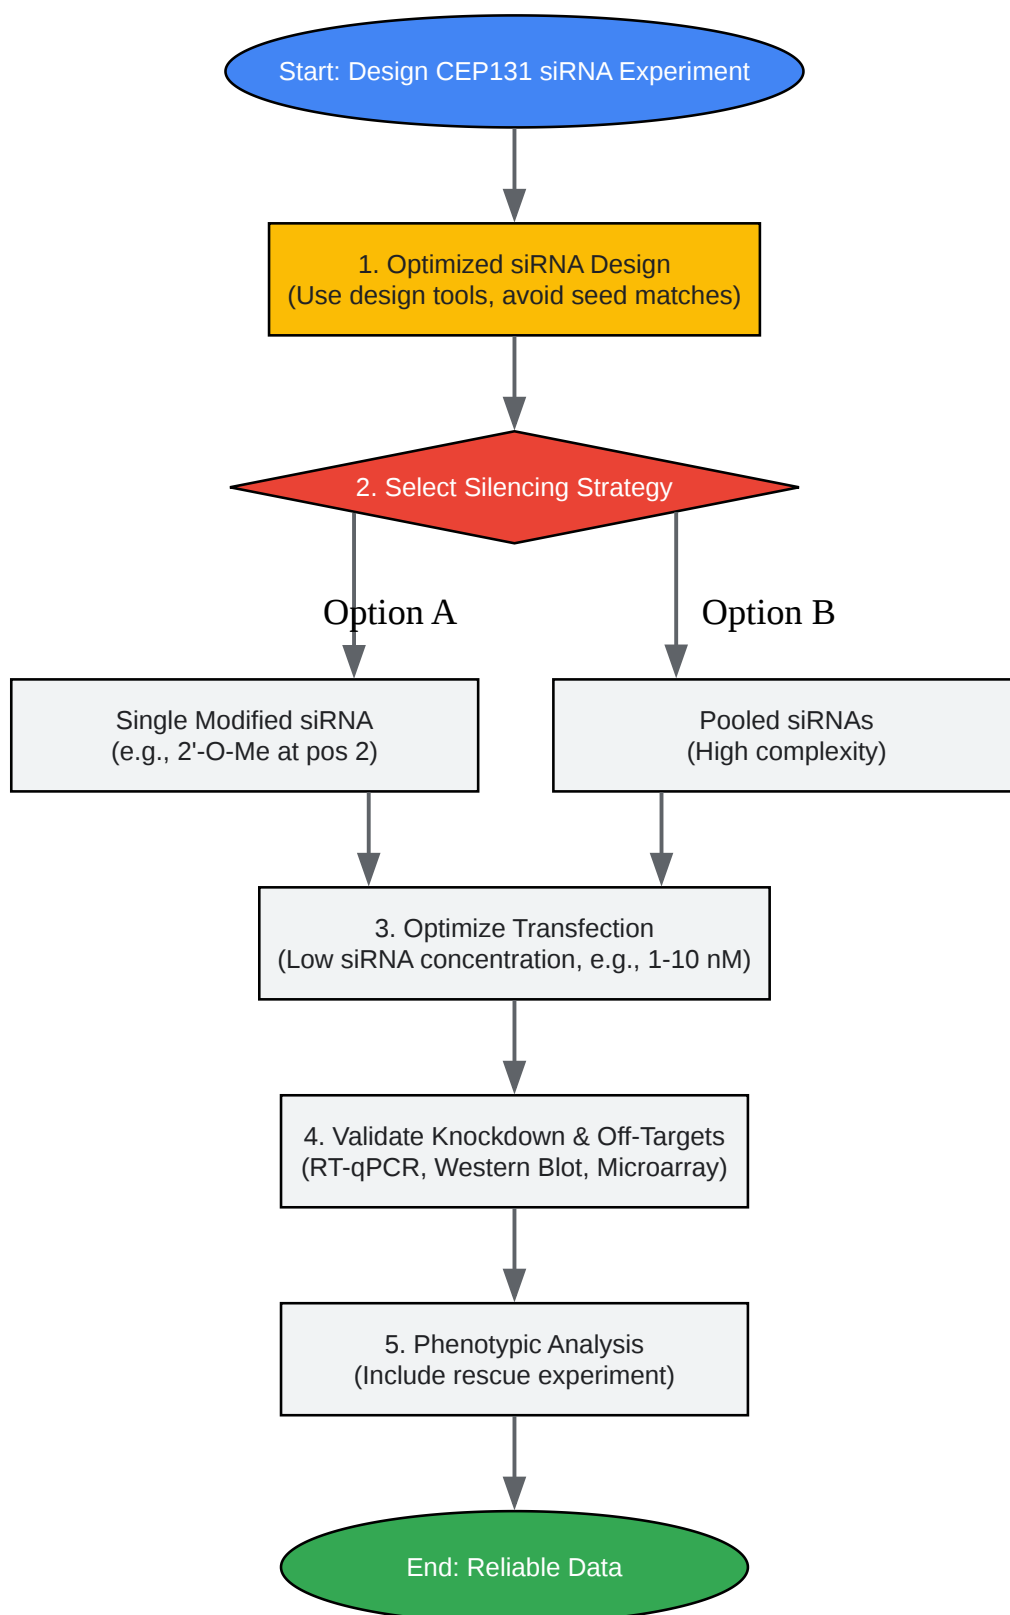 Start: Design CEP131 siRNA Experiment
1. Optimized siRNA Design
(Use design tools, avoid seed matches)
2. Select Silencing Strategy
Option A
Option B
Single Modified siRNA
(e.g., 2'-O-Me at pos 2)
Pooled siRNAs
(High complexity)
3. Optimize Transfection
(Low siRNA concentration, e.g., 1-10 nM)
4. Validate Knockdown & Off-Targets
(RT-qPCR, Western Blot, Microarray)
5. Phenotypic Analysis
(Include rescue experiment)
End: Reliable Data